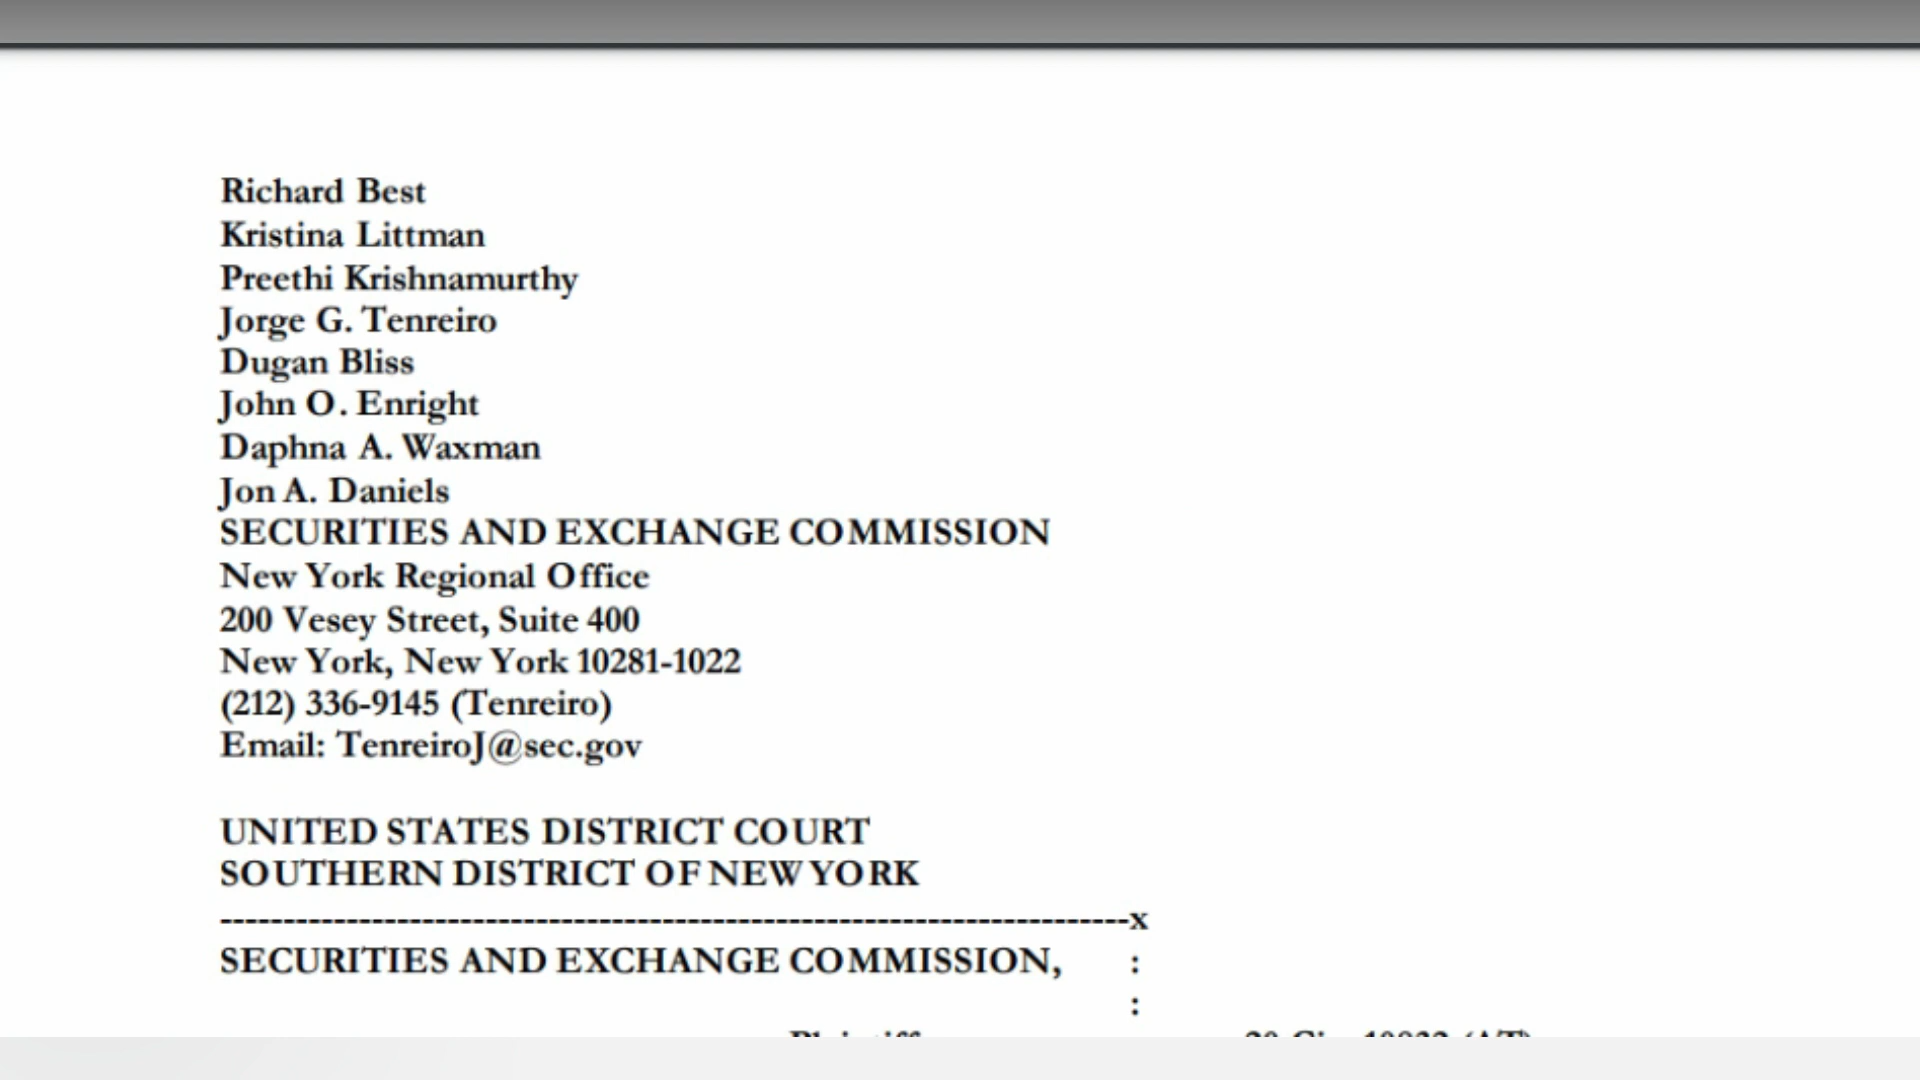 Richard Best
Kristina Littman
Preethi Krishnamurthy
Jorge G. Tenreiro
Dugan Bliss
John O. Enright
Daphna A. Waxman
Jon A. Daniels
SECURITIES AND EXCHANGE COMMISSION
New York Regional Office
200 Vesey Street, Suite 400
New York, New York 10281-1022
(212) 336-9145 (Tenreiro)
Email: TenreiroJ@sec.gov
UNITED STATES DISTRICT COURT
SOUTHERN DISTRICT OF NEW YORK
------------------------------------------------------------------------x
SECURITIES AND EXCHANGE COMMISSION, :
: